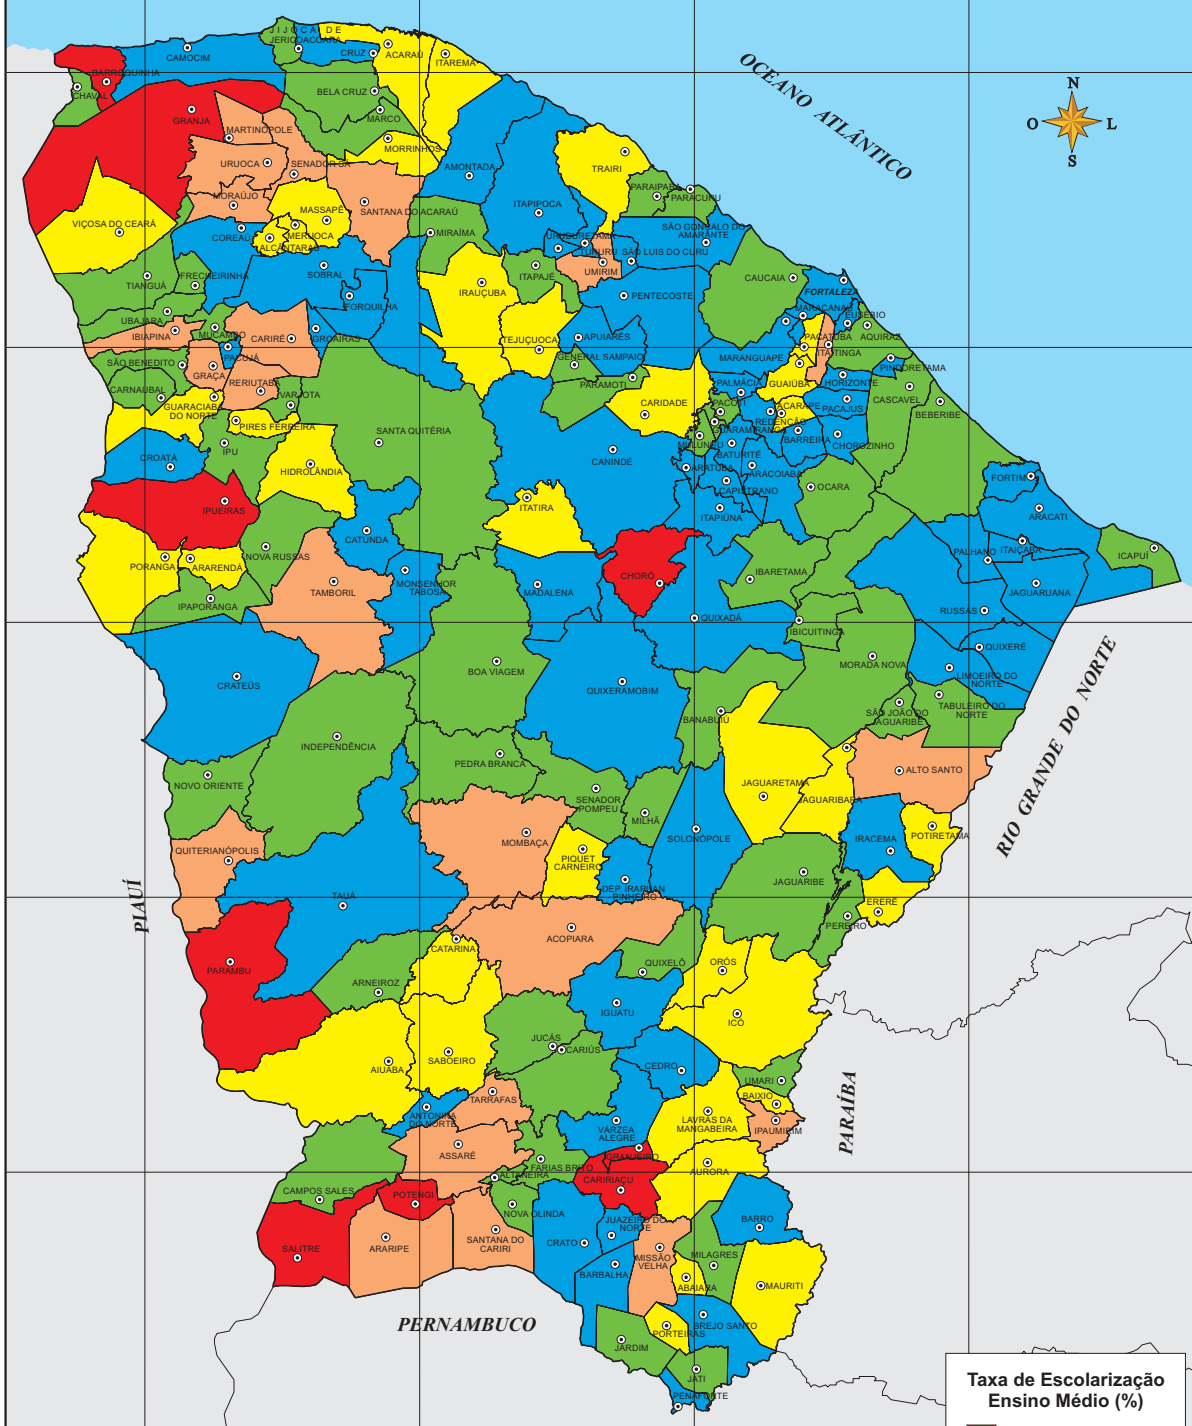 JIJOCA DE
JERICOACOARA
CRUZ
ACARAÚ
ITAREMA
CAMOCIM
BARROQUINHA
CHAVAL
BELA CRUZ
MARCO
OCEANO ATLÂNTICO
N
O
L
S
GRANJA
MARTINÓPOLE
MORRINHOS
URUOCA
SENADOR SÁ
AMONTADA
TRAIRI
PARAIPABA
PARACURU
MORAÚJO
SANTANA DO ACARAÚ
ITAPIPOCA
VIÇOSA DO CEARÁ
MASSAPÊ
MERUOCA
ALCÂNTARAS
COREAÚ
MIRAÍMA
URUBURETAMA
TURURU
SÃO GONÇALO DO
AMARANTE
SÃO LUIS DO CURU
UMIRIM
ITAPAJÉ
TIANGUÁ
FRECHEIRINHA
SOBRAL
FORQUILHA
IRAUÇUBA
PENTECOSTE
CAUCAIA
FORTALEZA
MARACANAÚ
EUSÉBIO
AQUIRAZ
UBAJARA
IBIAPINA
MUCAMBO
PACUJÁ
CARIRÉ
GROAÍRAS
TEJUÇUOCA
APUIARÉS
GENERAL SAMPAIO
MARANGUAPE
PACATUBA
ITAITINGA
PINDORETAMA
SÃO BENEDITO
GRAÇA
RERIUTABA
VARJOTA
PARAMOTI
PALMÁCIA
GUAIÚBA
HORIZONTE
CASCAVEL
CARNAUBAL
GUARACIABA
DO NORTE
PIRES FERREIRA
CARIDADE
PACOTI
ACARAPE
REDENÇÃO
PACAJÚS
BEBERIBE
GUARAMIRANGA
BARREIRA
CHOROZINHO
MULUNGU
BATURITÉ
ARATUBA
ARACOIABA
CAPISTRANO
ITAPIUNA
OCARA
SANTA QUITÉRIA
CANINDÉ
CROATÁ
IPU
HIDROLÂNDIA
FORTIM
ARACATI
IPUEIRAS
ITATIRA
CATUNDA
NOVA RUSSAS
PORANGA
ARARENDÁ
IPAPORANGA
TAMBORIL
MONSENHOR
TABOSA
MADALENA
CHORÓ
IBARETAMA
PALHANO
ITAIÇABA
ICAPUÍ
JAGUARUANA
RUSSAS
QUIXADÁ
IBICUITINGA
QUIXERÉ
MORADA NOVA
LIMOEIRO DO
NORTE
CRATEÚS
BOA VIAGEM
QUIXERAMOBIM
BANABUIÚ
SÃO JOÃO DO
JAGUARIBE
TABULEIRO DO
NORTE
RIO GRANDE DO NORTE
INDEPENDÊNCIA
PEDRA BRANCA
NOVO ORIENTE
SENADOR
POMPEU
MILHÃ
JAGUARETAMA
JAGUARIBARA
ALTO SANTO
SOLONÓPOLE
IRACEMA
POTIRETAMA
MOMBAÇA
PIQUET
CARNEIRO
QUITERIANÓPOLIS
DEP. IRAPUAN
PINHEIRO
JAGUARIBE
PIAUÍ
TAUÁ
ERERÊ
PEREIRO
ACOPIARA
CATARINA
PARAMBU
ARNEIROZ
QUIXELÔ
ORÓS
ICÓ
IGUATU
JUCÁS
CARIÚS
AIUABA
SABOEIRO
CEDRO
UMARI
BAIXIO
IPAUMIRIM
TARRAFAS
ANTONINA
DO NORTE
LAVRAS DA
MANGABEIRA
VÁRZEA
ALEGRE
PARAÍBA
ASSARÉ
FARIAS BRITO
ALTANEIRA
GRANJEIRO
CARIRIAÇU
AURORA
CAMPOS SALES
POTENGI
NOVA OLINDA
JUAZEIRO DO
NORTE
BARRO
SALITRE
ARARIPE
SANTANA DO
CARIRI
CRATO
MISSÃO
VELHA
MILAGRES
BARBALHA
ABAIARA
MAURITI
PERNAMBUCO
PORTEIRAS
BREJO SANTO
JARDIM
JATI
PENAFORTE
Taxa de Escolarização
Ensino Médio (%)